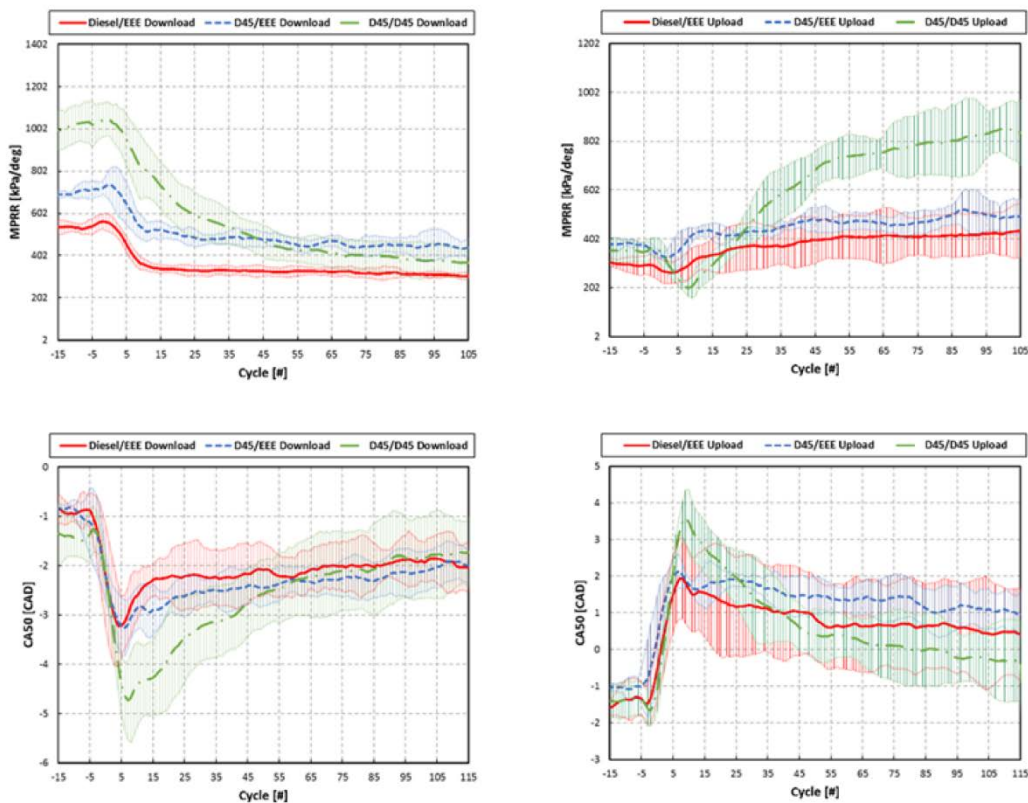 Diesel/EEE Download D45/EEE Download D45/D45 Download
1402
1202
1002
802
602
402
202
2
MPRR [kPa/deg]
-15 -5 5 15 25 35 45 55 65 75 85 95 105
Cycle [#]
Diesel/EEE Upload D45/EEE Upload D45/D45 Upload
1202
1002
802
602
402
202
2
MPRR [kPa/deg]
-15 -5 5 15 25 35 45 55 65 75 85 95 105
Cycle [#]
Diesel/EEE Download D45/EEE Download D45/D45 Download
0
-1
-2
-3
-4
-5
-6
CA50 [CAD]
-15 -5 5 15 25 35 45 55 65 75 85 95 105 115
Cycle [#]
Diesel/EEE Upload D45/EEE Upload D45/D45 Upload
5
4
3
2
1
0
-1
-2
-3
CA50 [CAD]
-15 -5 5 15 25 35 45 55 65 75 85 95 105 115
Cycle [#]